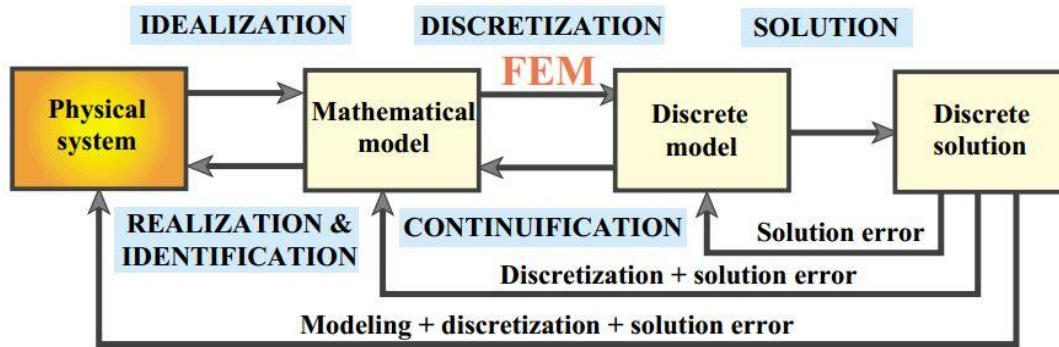 IDEALIZATION
DISCRETIZATION
SOLUTION
FEM
Physical
system
Mathematical
model
Discrete
model
Discrete
solution
REALIZATION &
IDENTIFICATION
CONTINUIFICATION
Solution error
Discretization + solution error
Modeling + discretization + solution error